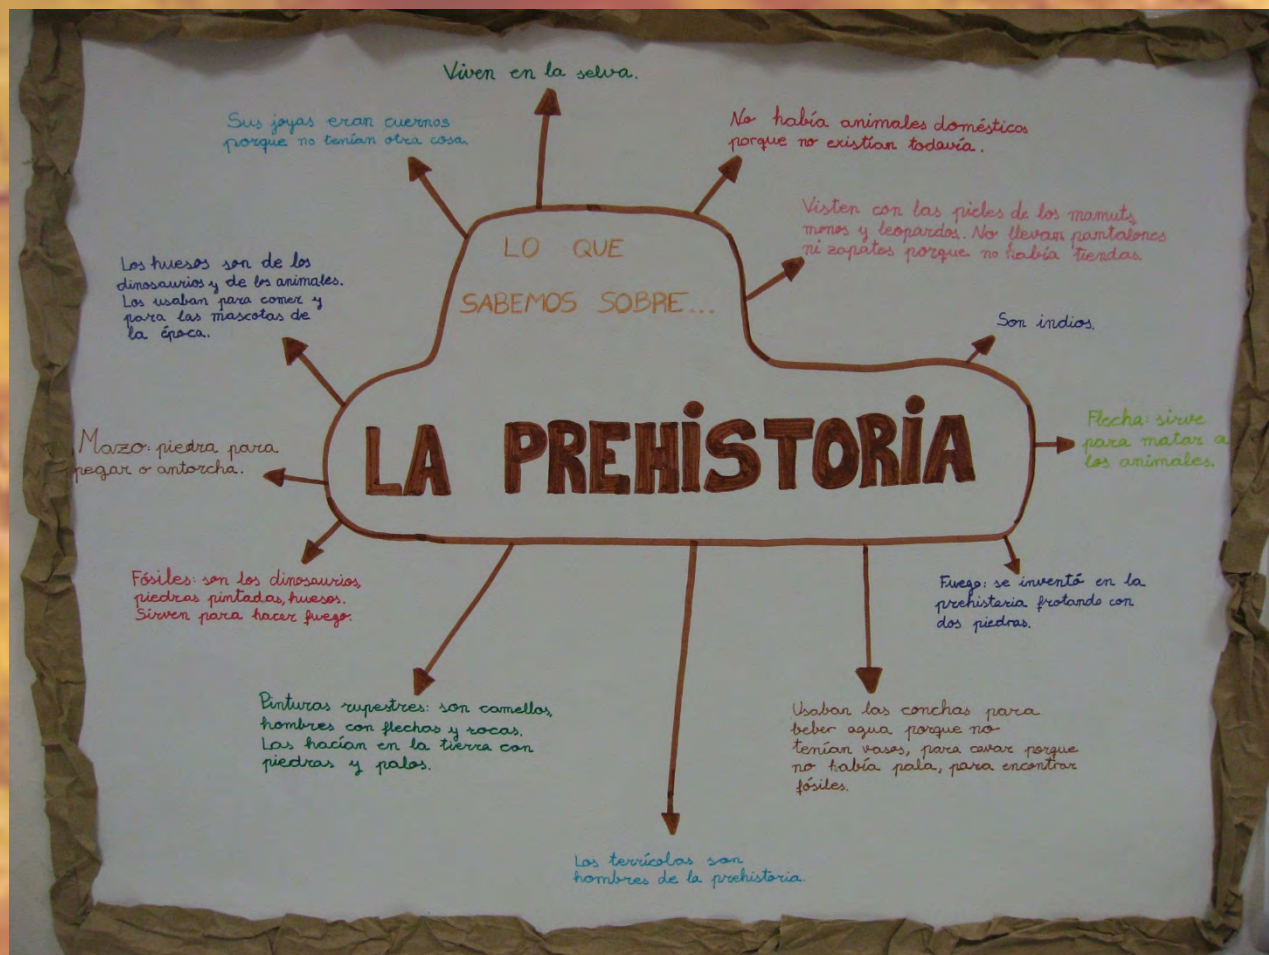 LO QUE
SABEMOS SOBRE...
LA PREHISTORIA
Viven en la selva.
No había animales domésticos
porque no existían todavía.
Visten con las pieles de los mamuts,
monos y leopardos. No llevan pantalones
ni zapatos porque no había tiendas.
Son indios.
Flecha: sirve
para matar a
los animales.
Fuego: se inventó en la
prehistoria frotando con
dos piedras.
Usaban las conchas para
beber agua porque no
tenían vasos, para cavar porque
no había pala, para encontrar
fósiles.
Los terrícolas son
hombres de la prehistoria.
Pinturas rupestres: son camellos,
hombres con flechas y rocas.
Las hacían en la tierra con
piedras y palos.
Fósiles: son los dinosaurios,
piedras pintadas, huesos.
Sirven para hacer fuego.
Mazo: piedra para
pegar o antorcha.
Los huesos son de los
dinosaurios y de los animales.
Los usaban para comer y
para las mascotas de
la época.
Sus joyas eran cuernos
porque no tenían otra cosa.